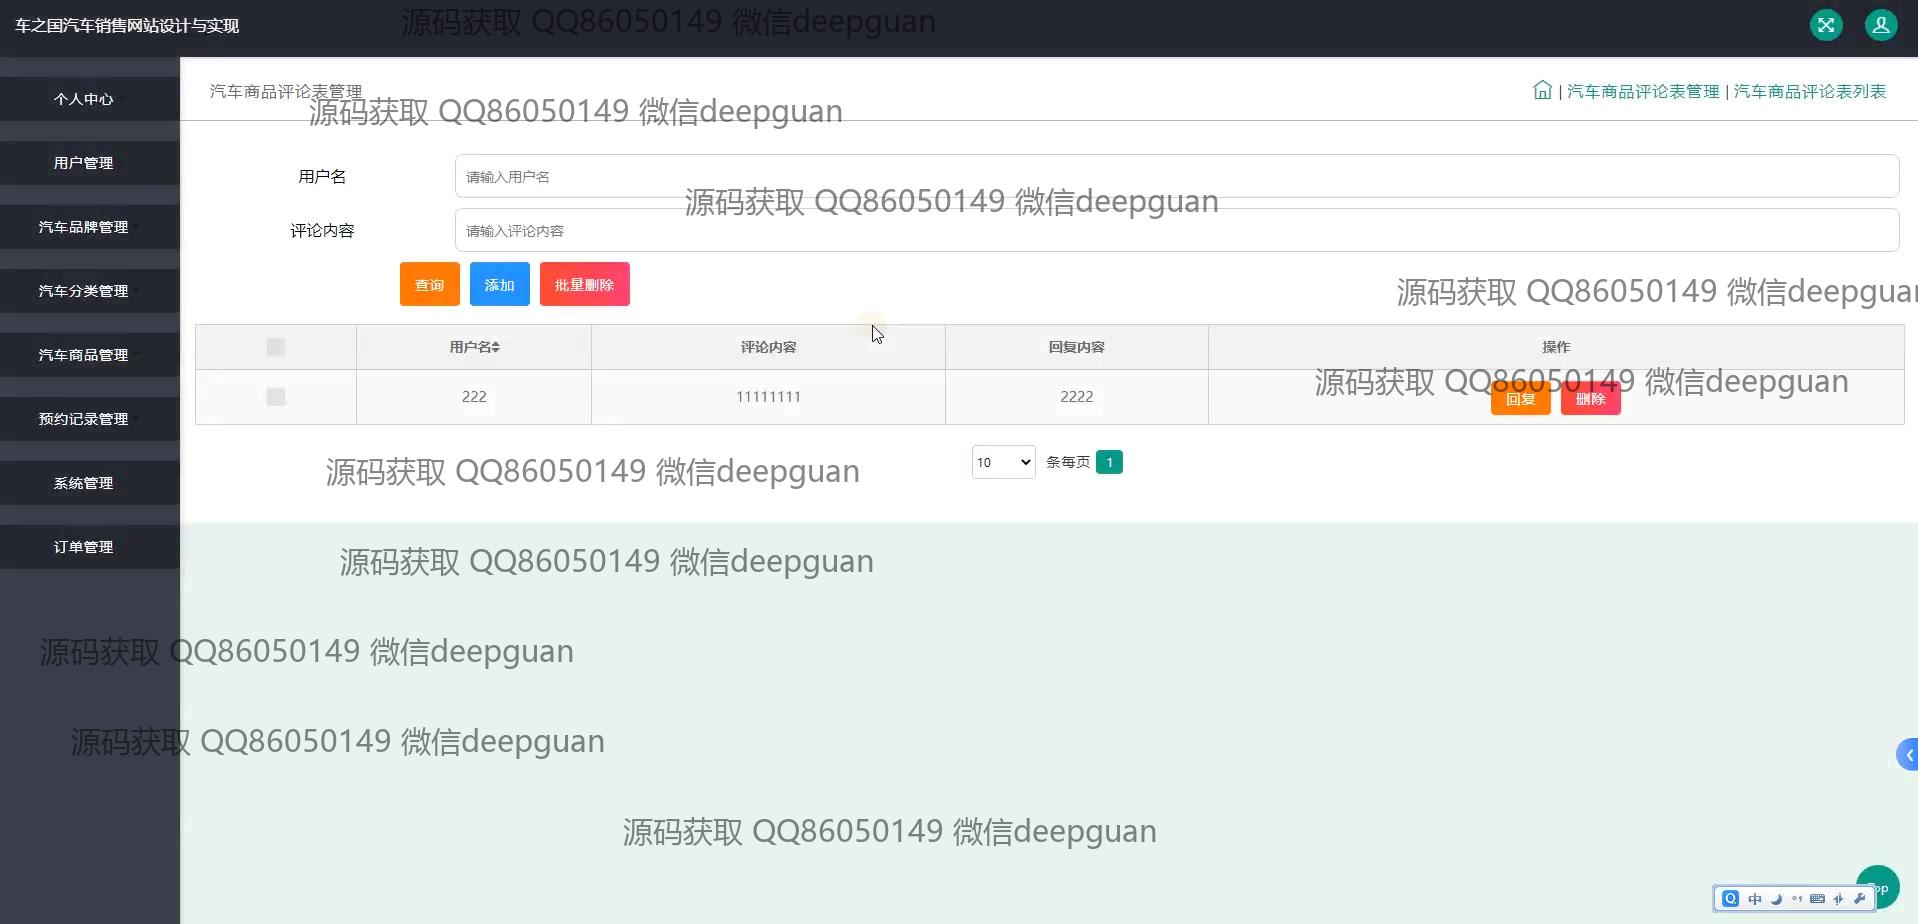 车之国汽车销售网站设计与实现
源码获取 QQ86050149 微信deepguan
个人中心
用户管理
汽车品牌管理
汽车分类管理
汽车商品管理
预约记录管理
系统管理
订单管理
汽车商品评论表管理
| 汽车商品评论表管理 | 汽车商品评论表列表
源码获取 QQ86050149 微信deepguan
用户名 请输入用户名
源码获取 QQ86050149 微信deepguan
评论内容 请输入评论内容
查询 添加 批量删除
源码获取 QQ86050149 微信deepguan
用户名 评论内容 回复内容 操作
源码获取 QQ86050149 微信deepguan
222 11111111 2222 回复 删除
10 条每页 1
源码获取 QQ86050149 微信deepguan
源码获取 QQ86050149 微信deepguan
源码获取 QQ86050149 微信deepguan
源码获取 QQ86050149 微信deepguan
源码获取 QQ86050149 微信deepguan
中